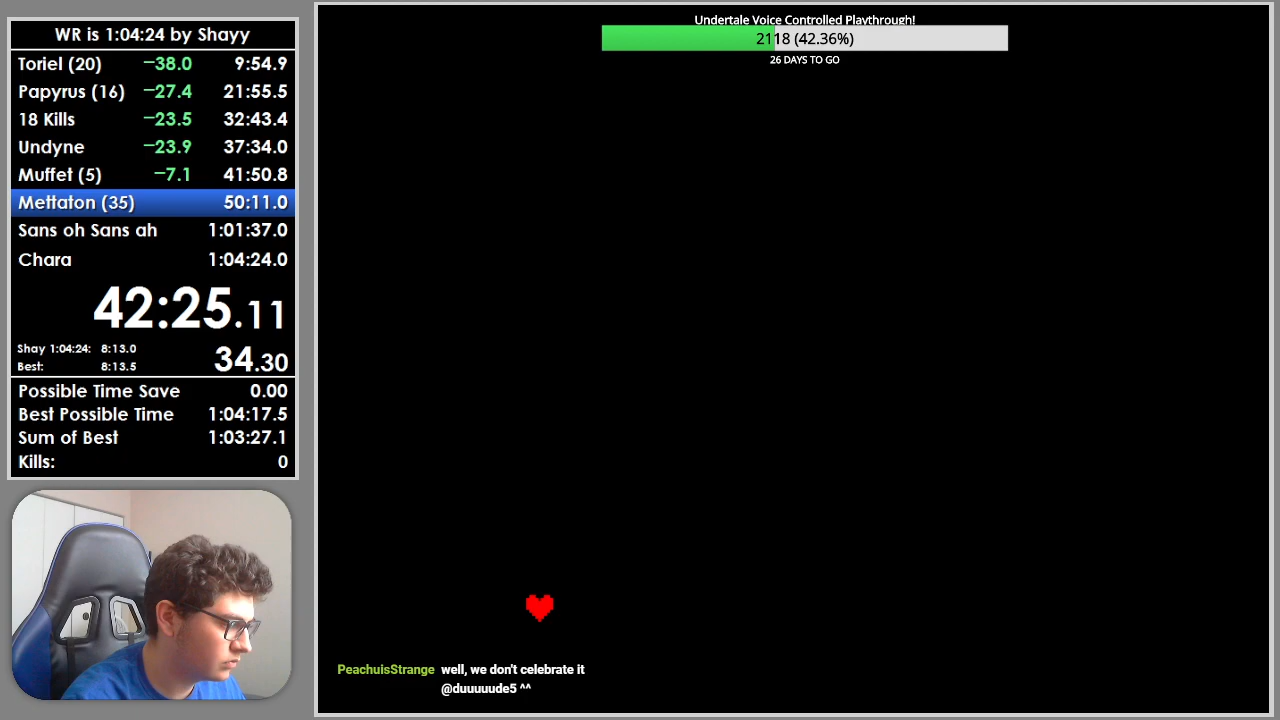 WR is 1:04:24 by Shayy
Toriel (20) −38.0 9:54.9
Papyrus (16) −27.4 21:55.5
18 Kills −23.5 32:43.4
Undyne −23.9 37:34.0
Muffet (5) −7.1 41:50.8
Mettaton (35) 50:11.0
Sans oh Sans ah 1:01:37.0
Chara 1:04:24.0
42:25.11
Shay 1:04:24: 8:13.0
Best: 8:13.5
34.30
Possible Time Save 0.00
Best Possible Time 1:04:17.5
Sum of Best 1:03:27.1
Kills: 0
Undertale Voice Controlled Playthrough!
2118 (42.36%)
26 DAYS TO GO
PeachuisStrange well, we don't celebrate it
@duuuuude5 ^^